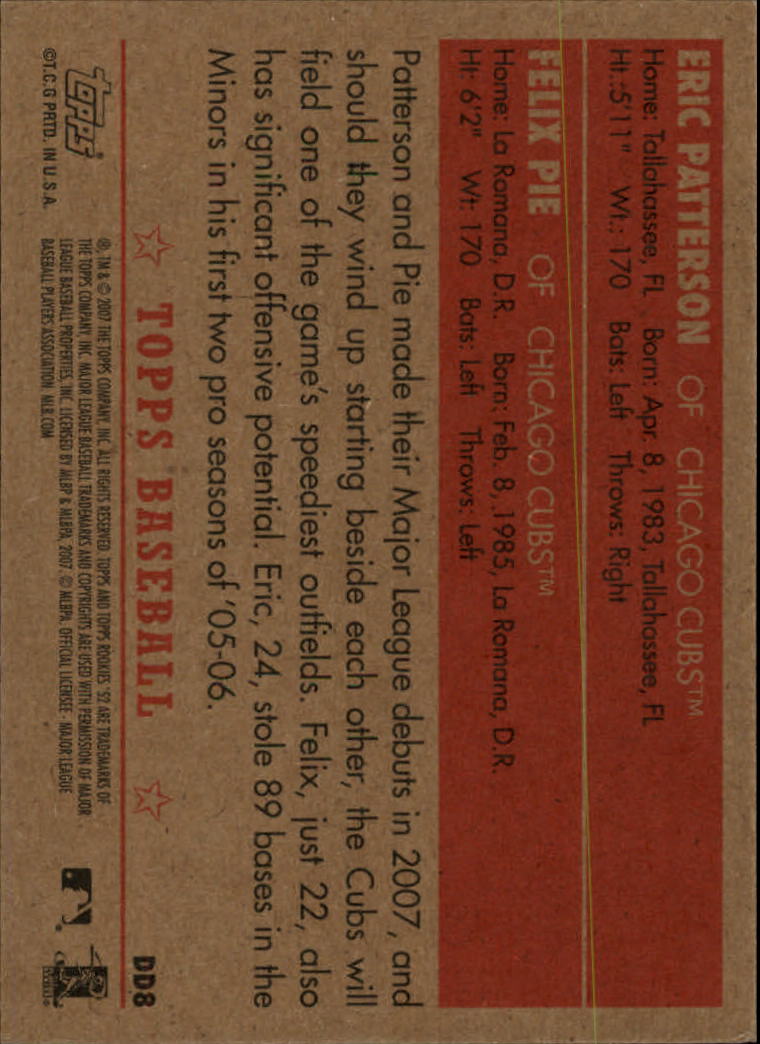 ERIC PATTERSON OF CHICAGO CUBS™
Home: Tallahassee, FL Born: Apr. 8, 1983, Tallahassee, FL
Ht.:5'11" Wt.: 170 Bats: Left Throws: Right
FELIX PIE OF CHICAGO CUBS™
Home: La Romana, D.R. Born: Feb. 8, 1985, La Romana, D.R.
Ht: 6'2" Wt: 170 Bats: Left Throws: Left
Patterson and Pie made their Major League debuts in 2007, and
should they wind up starting beside each other, the Cubs will
field one of the game's speediest outfields. Felix, just 22, also
has significant offensive potential. Eric, 24, stole 89 bases in the
Minors in his first two pro seasons of '05-06.
TOPPS BASEBALL DD8
topps
®, TM & © 2007 THE TOPPS COMPANY, INC. ALL RIGHTS RESERVED. TOPPS AND TOPPS ROOKIES '52 ARE TRADEMARKS OF
THE TOPPS COMPANY, INC. MAJOR LEAGUE BASEBALL TRADEMARKS AND COPYRIGHTS ARE USED WITH PERMISSION OF MAJOR
LEAGUE BASEBALL PROPERTIES, INC. LICENSED BY MLBP & MLBPA, 2007. © MLBPA. OFFICIAL LICENSEE - MAJOR LEAGUE
©T.C.G PRTD. IN U.S.A. BASEBALL PLAYERS ASSOCIATION. MLB.COM